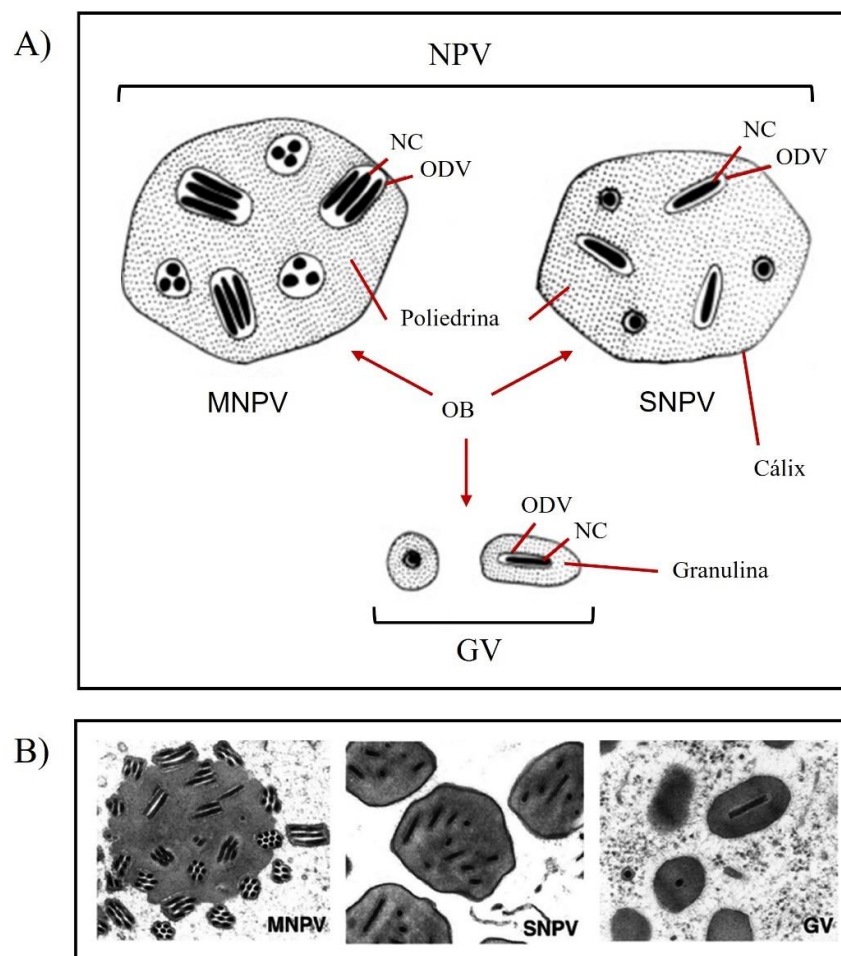 A)
NPV
NC
ODV
NC
ODV
Poliedrina
MNPV
OB
SNPV
Cálix
ODV
NC
Granulina
GV
B)
MNPV
SNPV
GV